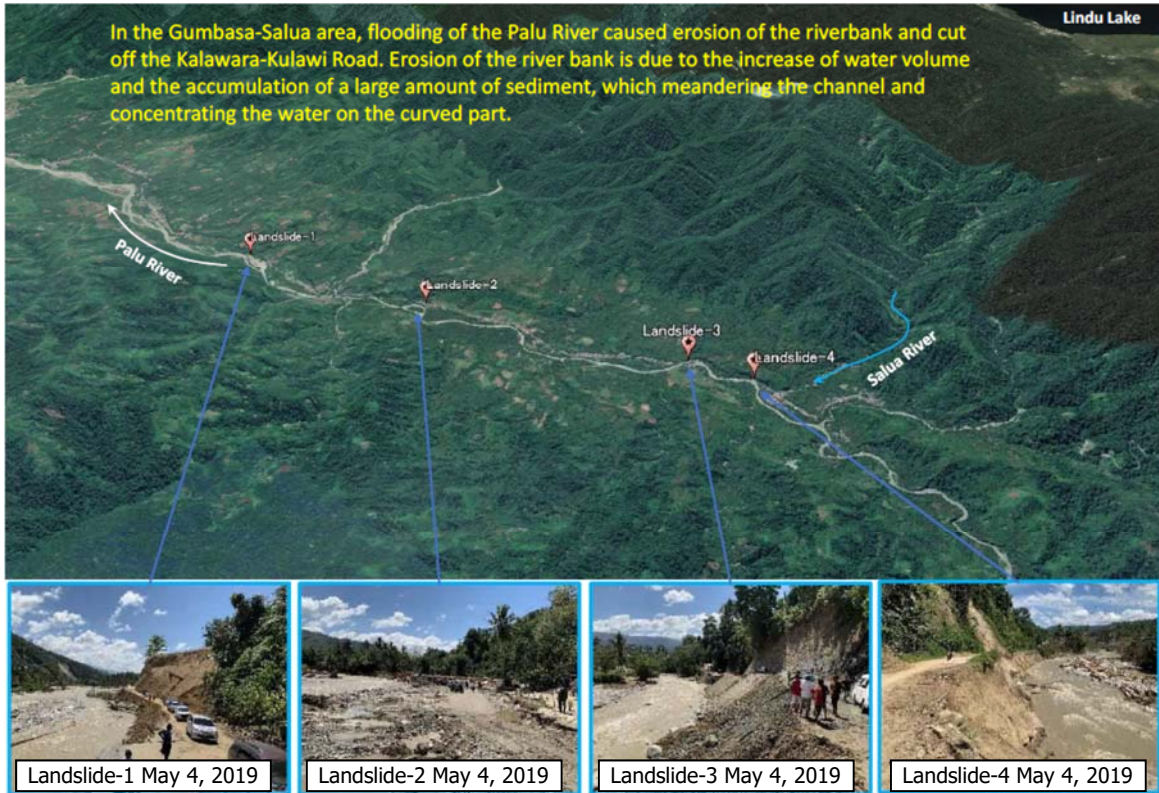 Lindu Lake
In the Gumbasa-Salua area, flooding of the Palu River caused erosion of the riverbank and cut
off the Kalawara-Kulawi Road. Erosion of the river bank is due to the increase of water volume
and the accumulation of a large amount of sediment, which meandering the channel and
concentrating the water on the curved part.
Landslide-1
Palu River
Landslide-2
Landslide-3
Landslide-4
Salua River
Landslide-1 May 4, 2019
Landslide-2 May 4, 2019
Landslide-3 May 4, 2019
Landslide-4 May 4, 2019